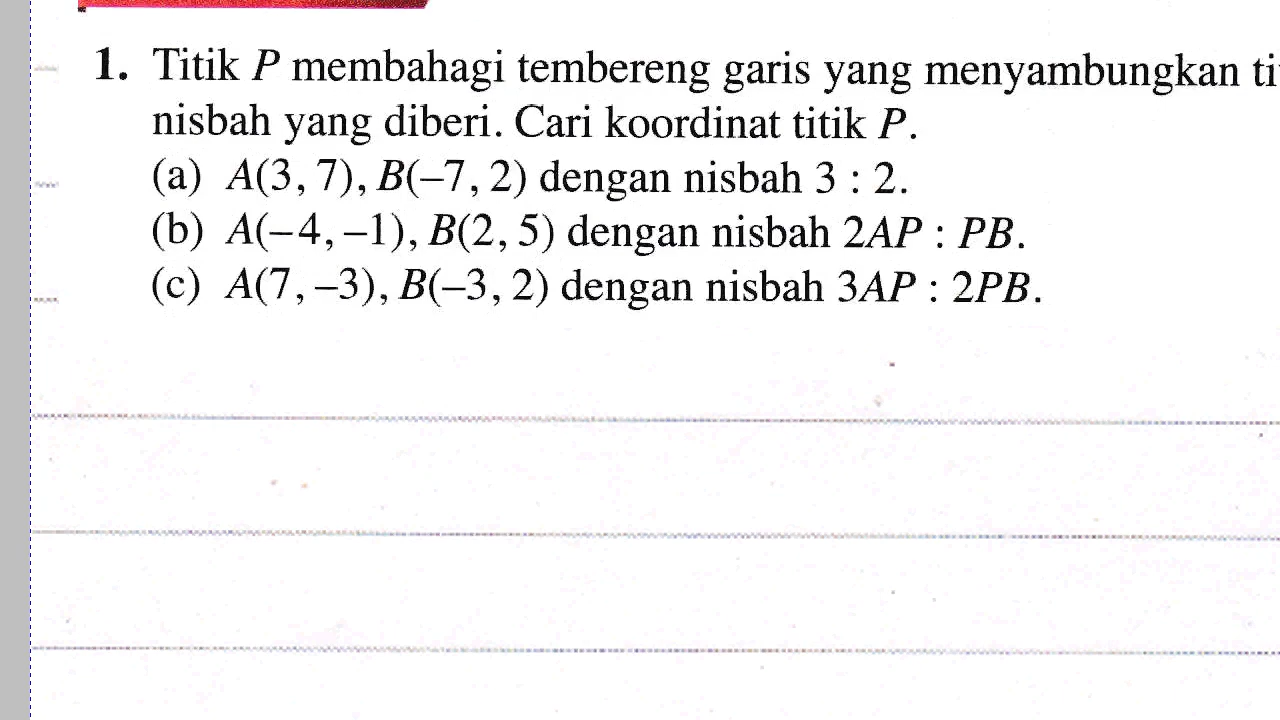 1. Titik P membahagi tembereng garis yang menyambungkan
nisbah yang diberi. Cari koordinat titik P.
(a) A(3, 7), B(–7, 2) dengan nisbah 3 : 2.
(b) A(–4, –1), B(2, 5) dengan nisbah 2AP : PB.
(c) A(7, –3), B(–3, 2) dengan nisbah 3AP : 2PB.